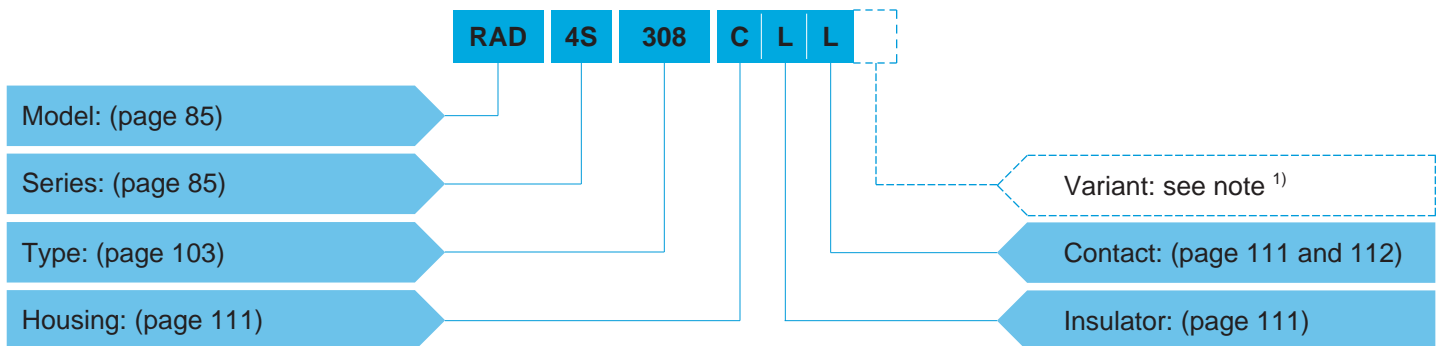 RAD 4S 308 C L L
Model: (page 85)
Series: (page 85)
Variant: see note 1)
Type: (page 103)
Contact: (page 111 and 112)
Housing: (page 111)
Insulator: (page 111)